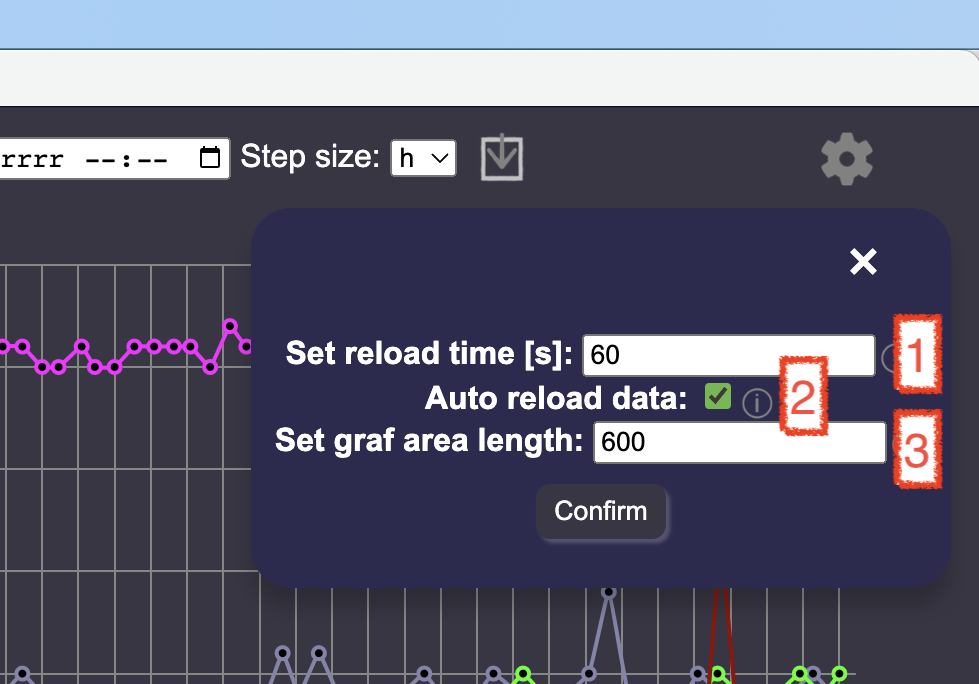 rrrr --:-- Step size: h
Set reload time [s]: 60 1
Auto reload data: i 2
Set graf area length: 600 3
Confirm